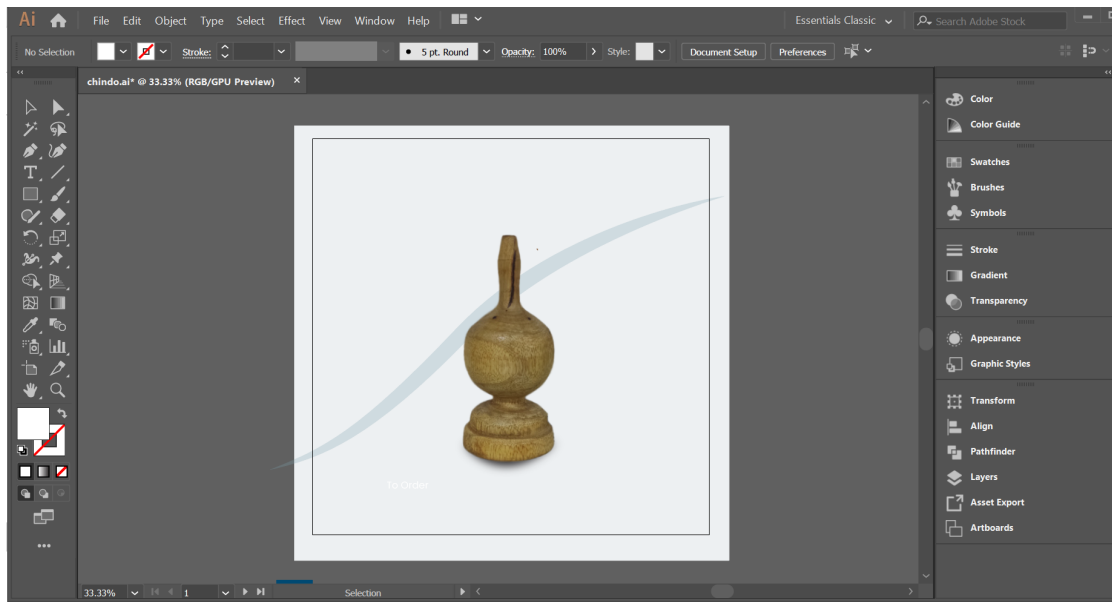 Ai File Edit Object Type Select Effect View Window Help Essentials Classic Search Adobe Stock
No Selection Stroke: 5 pt. Round Opacity: 100% Style: Document Setup Preferences
chindo.ai* @ 33.33% (RGB/GPU Preview) ×
Color
Color Guide
Swatches
Brushes
Symbols
Stroke
Gradient
Transparency
Appearance
Graphic Styles
Transform
Align
Pathfinder
Layers
Asset Export
Artboards
To Order
33.33% 1 Selection